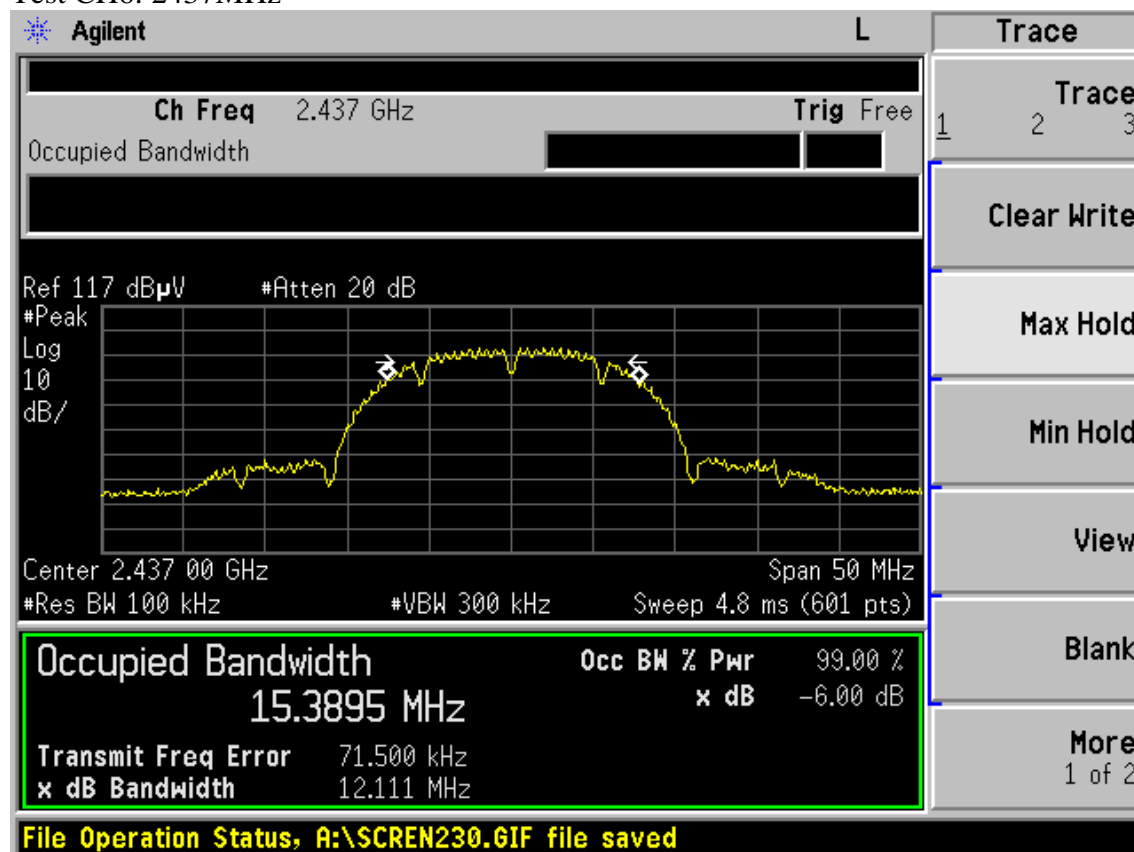 Test CH6: 2437MHz
Agilent L Trace
Ch Freq 2.437 GHz Trig Free
Occupied Bandwidth
Trace
1 2 3
Clear Write
Max Hold
Min Hold
View
Blank
More
1 of 2
Ref 117 dBµV #Atten 20 dB
#Peak
Log
10
dB/
Center 2.437 00 GHz Span 50 MHz
#Res BW 100 kHz #VBW 300 kHz Sweep 4.8 ms (601 pts)
Occupied Bandwidth Occ BW % Pwr 99.00 %
15.3895 MHz x dB -6.00 dB
Transmit Freq Error 71.500 kHz
x dB Bandwidth 12.111 MHz
File Operation Status, A:\SCREN230.GIF file saved